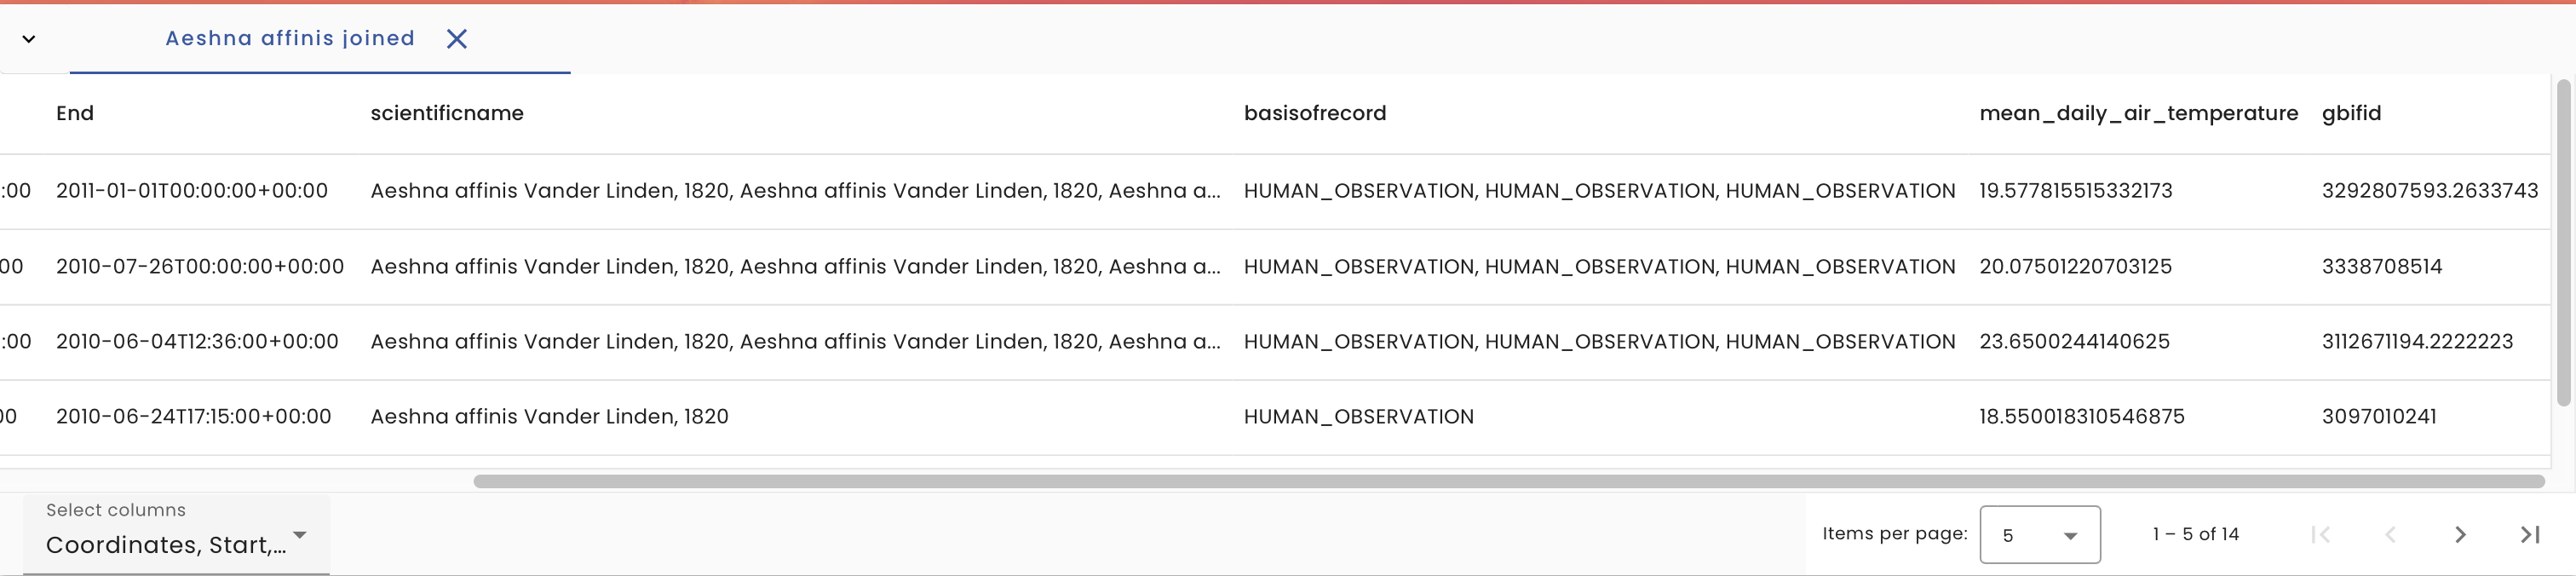 Aeshna affinis joined
End scientificname basisofrecord mean_daily_air_temperature gbifid
:00 2011-01-01T00:00:00+00:00 Aeshna affinis Vander Linden, 1820, Aeshna affinis Vander Linden, 1820, Aeshna a... HUMAN_OBSERVATION, HUMAN_OBSERVATION, HUMAN_OBSERVATION 19.577815515332173 3292807593.2633743
00 2010-07-26T00:00:00+00:00 Aeshna affinis Vander Linden, 1820, Aeshna affinis Vander Linden, 1820, Aeshna a... HUMAN_OBSERVATION, HUMAN_OBSERVATION, HUMAN_OBSERVATION 20.07501220703125 3338708514
:00 2010-06-04T12:36:00+00:00 Aeshna affinis Vander Linden, 1820, Aeshna affinis Vander Linden, 1820, Aeshna a... HUMAN_OBSERVATION, HUMAN_OBSERVATION, HUMAN_OBSERVATION 23.6500244140625 3112671194.2222223
00 2010-06-24T17:15:00+00:00 Aeshna affinis Vander Linden, 1820 HUMAN_OBSERVATION 18.550018310546875 3097010241
Select columns
Coordinates, Start,...
Items per page: 5 1 – 5 of 14